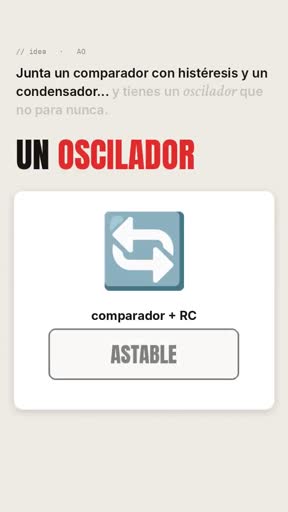 // idea · AO
Junta un comparador con histéresis y un
condensador... y tienes un oscilador que
no para nunca.
UN OSCILADOR
comparador + RC
ASTABLE